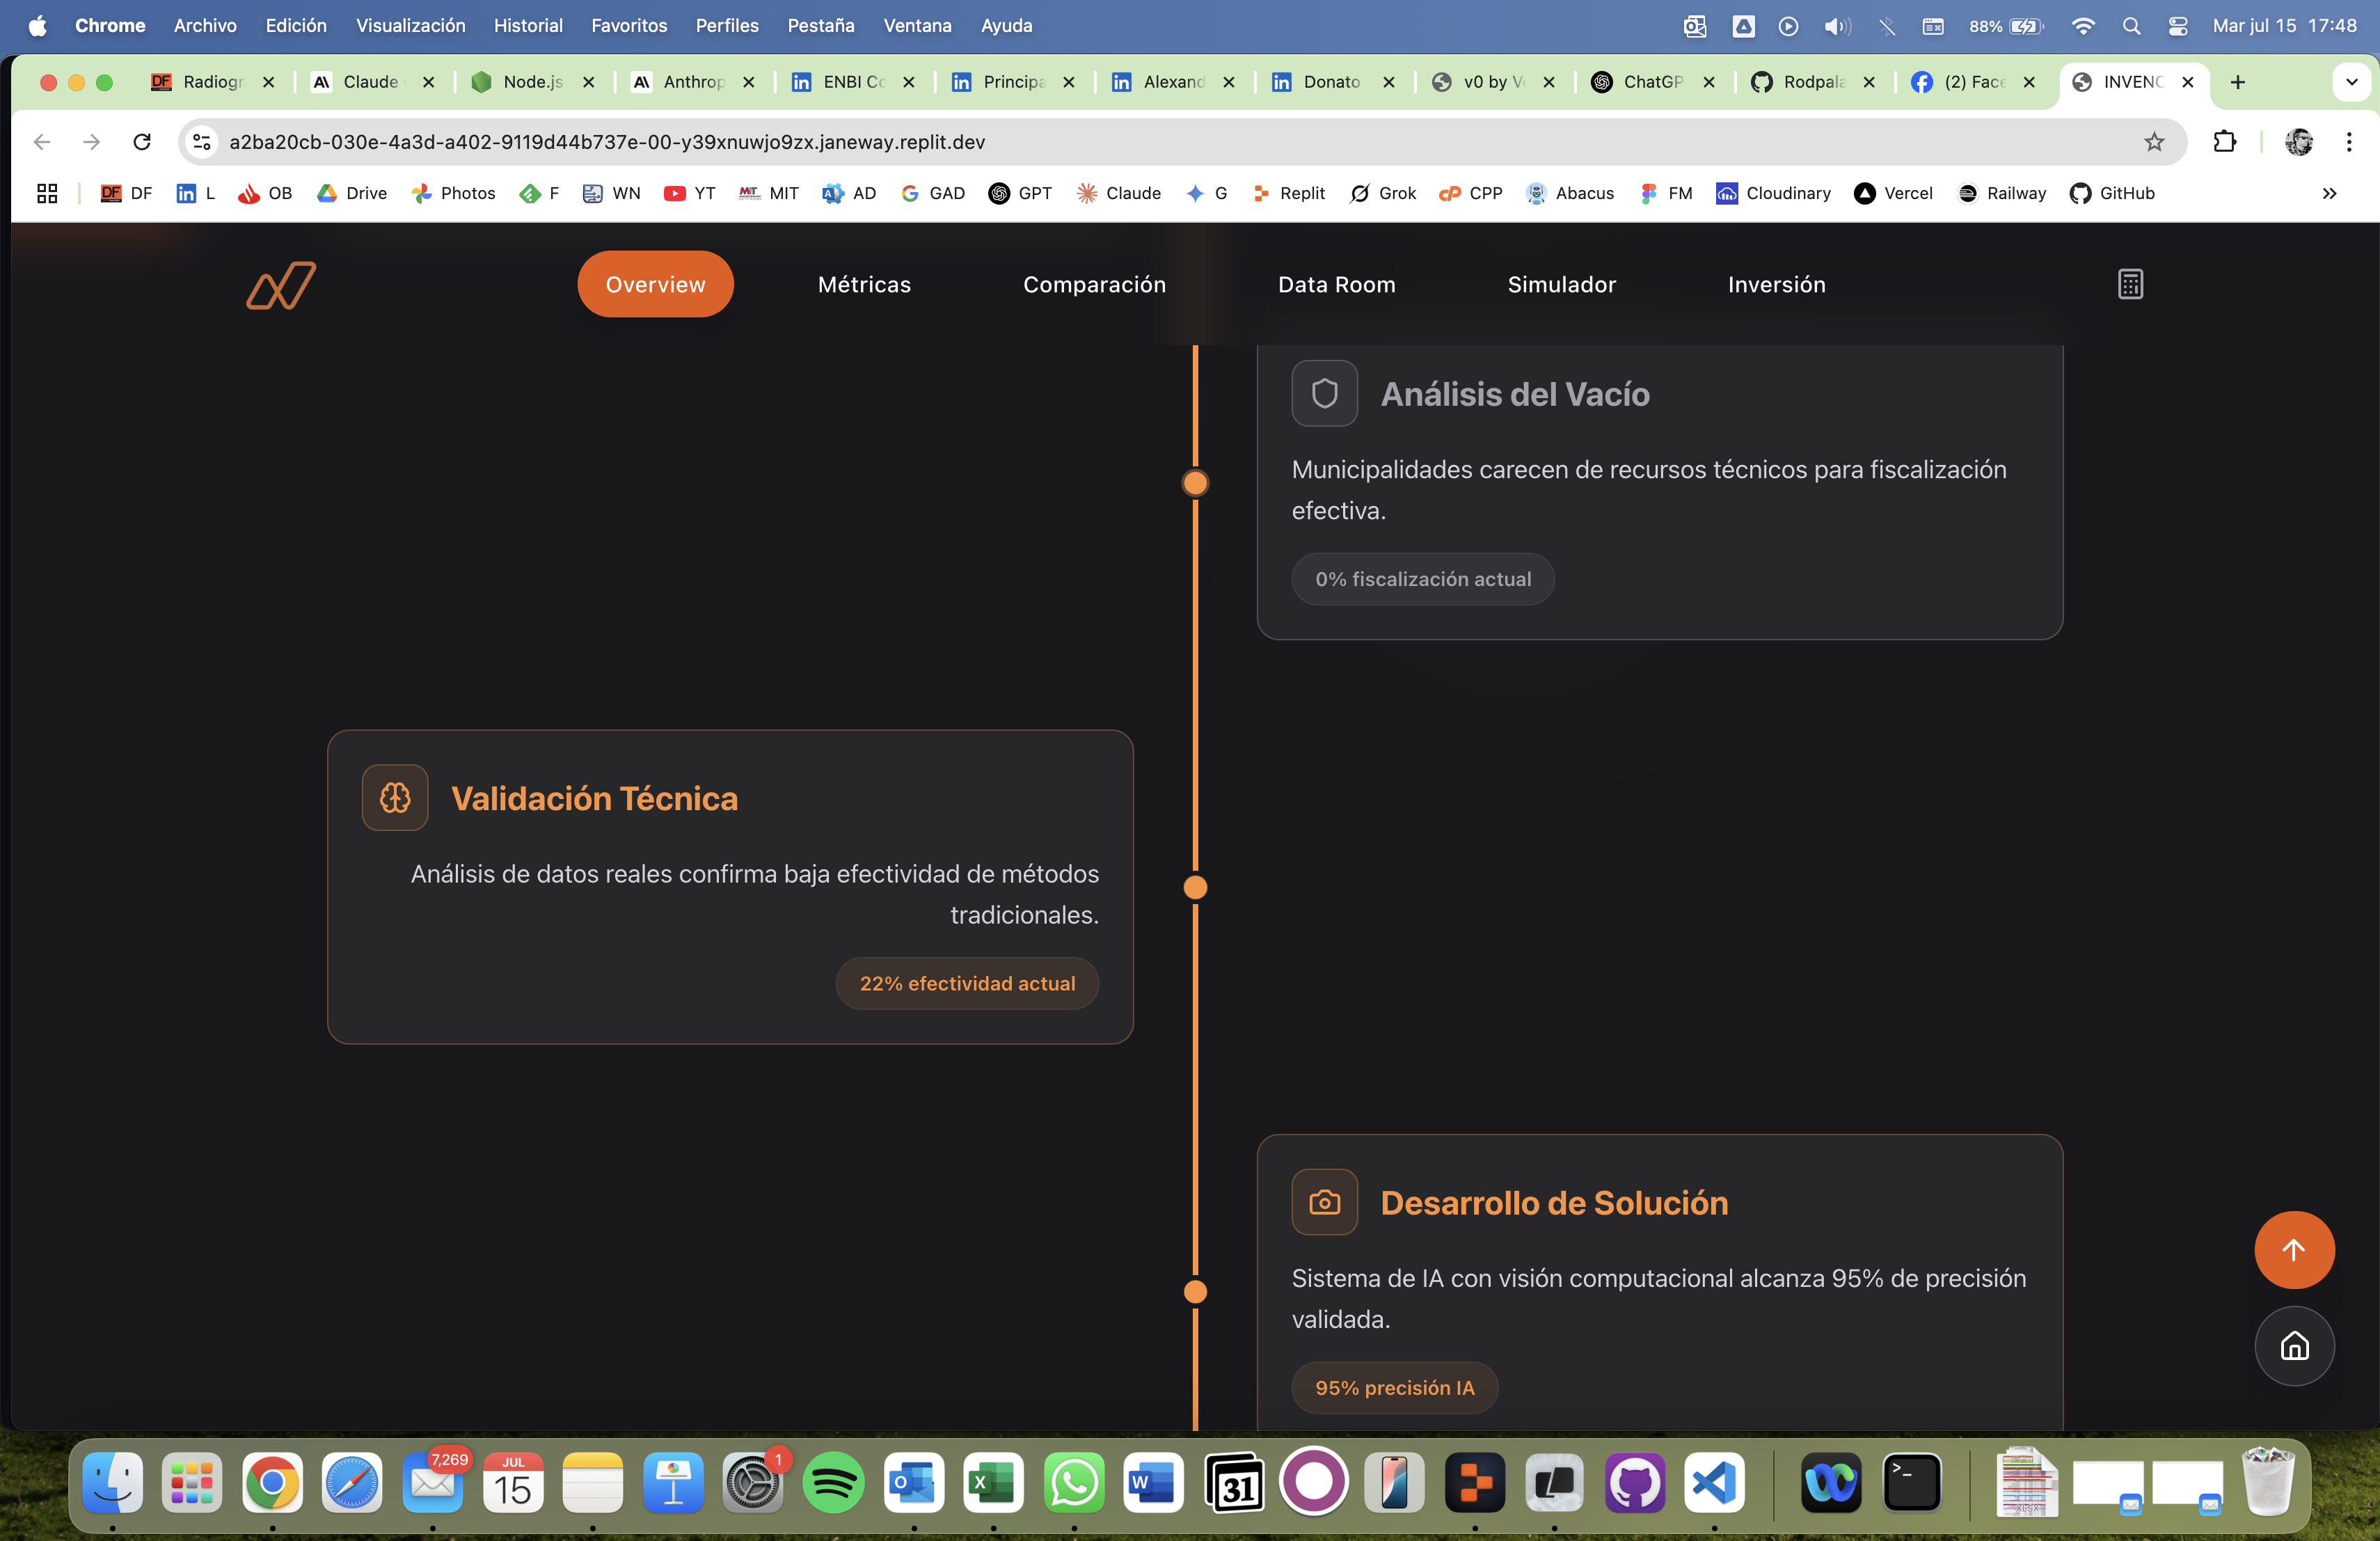 Chrome Archivo Edición Visualización Historial Favoritos Perfiles Pestaña Ventana Ayuda 88% Mar jul 15 17:48
DF Radiogr Claude Node.js Anthrop ENBI Co Principa Alexand Donato v0 by Ve ChatGP Rodpala (2) Face INVENC
a2ba20cb-030e-4a3d-a402-9119d44b737e-00-y39xnuwjo9zx.janeway.replit.dev
DF DF L OB Drive Photos F WN YT MIT MIT AD GAD GPT Claude G Replit Grok CPP Abacus FM Cloudinary Vercel Railway GitHub
Overview Métricas Comparación Data Room Simulador Inversión
Análisis del Vacío
Municipalidades carecen de recursos técnicos para fiscalización
efectiva.
0% fiscalización actual
Validación Técnica
Análisis de datos reales confirma baja efectividad de métodos
tradicionales.
22% efectividad actual
Desarrollo de Solución
Sistema de IA con visión computacional alcanza 95% de precisión
validada.
95% precisión IA
7,269 JUL 15 1 31
XLSX